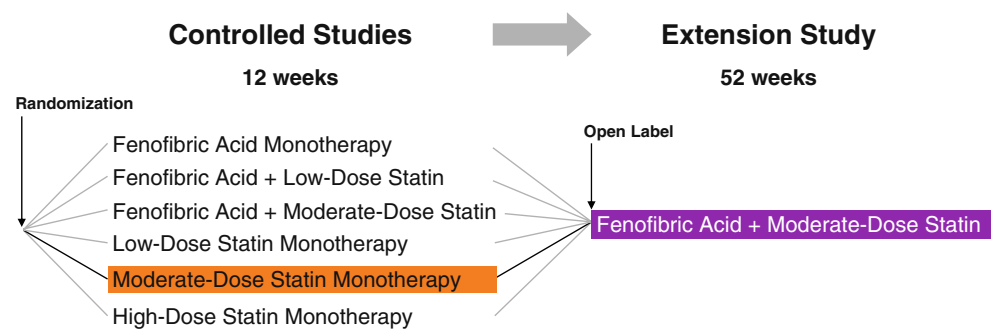 Controlled Studies
Extension Study
12 weeks
52 weeks
Randomization
Open Label
Fenofibric Acid Monotherapy
Fenofibric Acid + Low-Dose Statin
Fenofibric Acid + Moderate-Dose Statin
Low-Dose Statin Monotherapy
Moderate-Dose Statin Monotherapy
High-Dose Statin Monotherapy
Fenofibric Acid + Moderate-Dose Statin